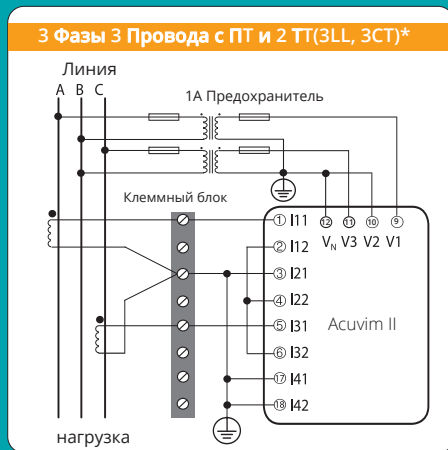 3 Фазы 3 Провода с ПТ и 2 ТТ(3LL, 3CT)*
Линия
A B C
1А Предохранитель
Клеммный блок
① I11
② I12
③ I21
④ I22
⑤ I31
⑥ I32
⑰ I41
⑱ I42
⑫ ⑪ ⑩ ⑨
VN V3 V2 V1
Acuvim II
нагрузка